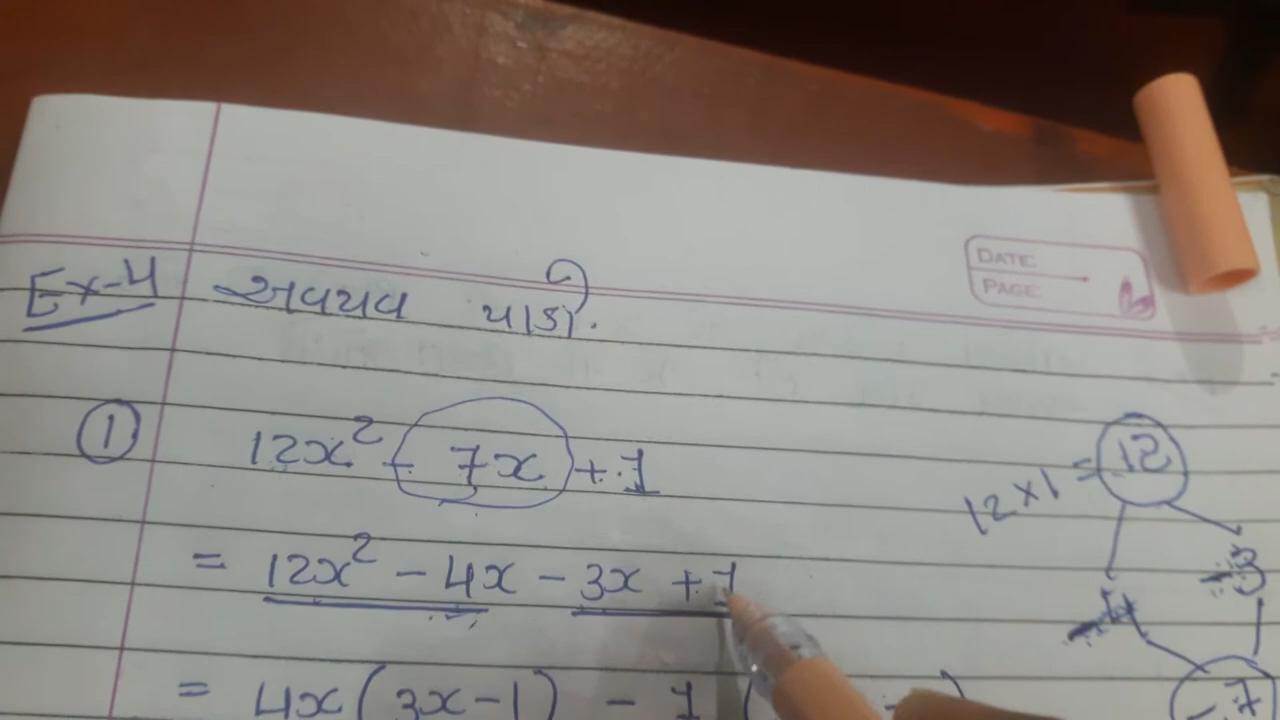 DATE
PAGE
Ex-4 અવયવ પાડો.
① 12x² - 7x + 1
12 x 1 = 12
= 12x² - 4x - 3x + 1
-4 -3
= 4x(3x-1) - 1 (
-7